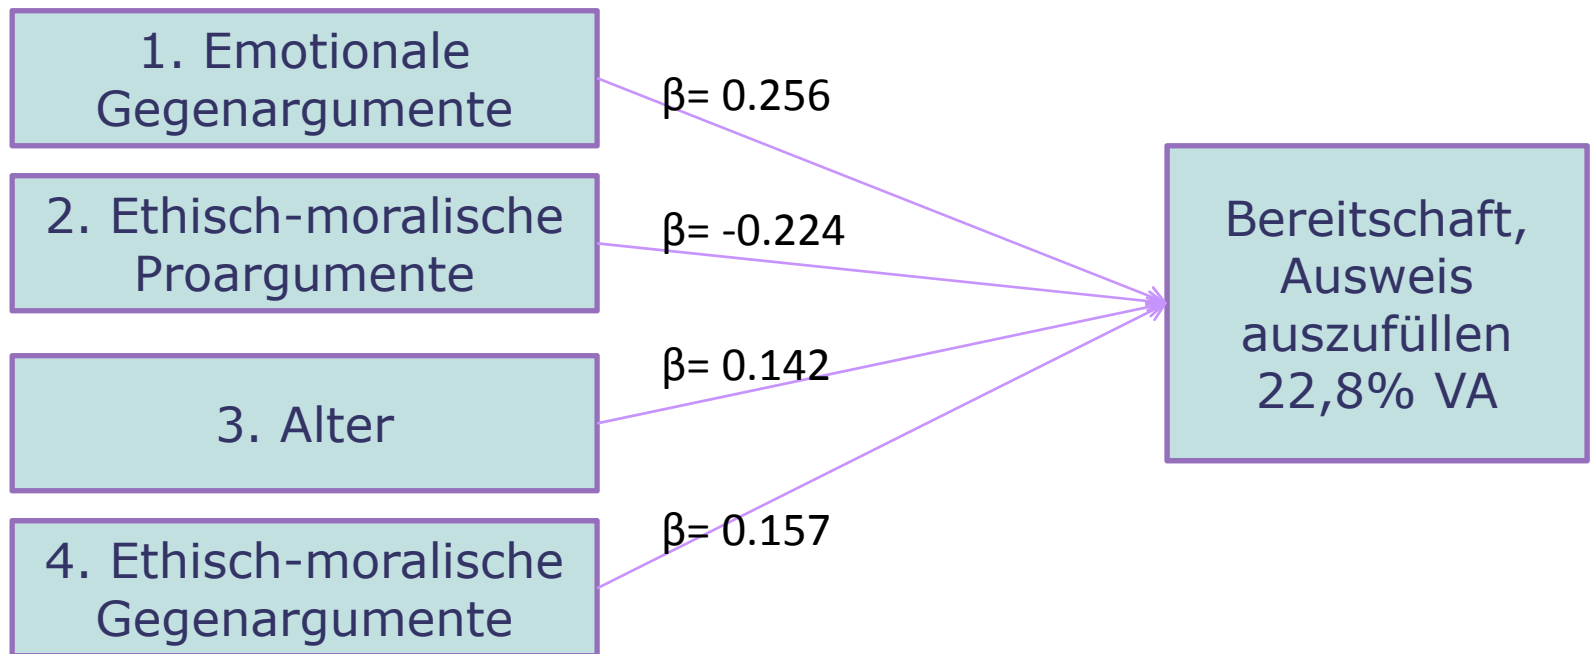 1. Emotionale
Gegenargumente
β= 0.256
2. Ethisch-moralische
Proargumente
β= -0.224
3. Alter
β= 0.142
4. Ethisch-moralische
Gegenargumente
β= 0.157
Bereitschaft,
Ausweis
auszufüllen
22,8% VA